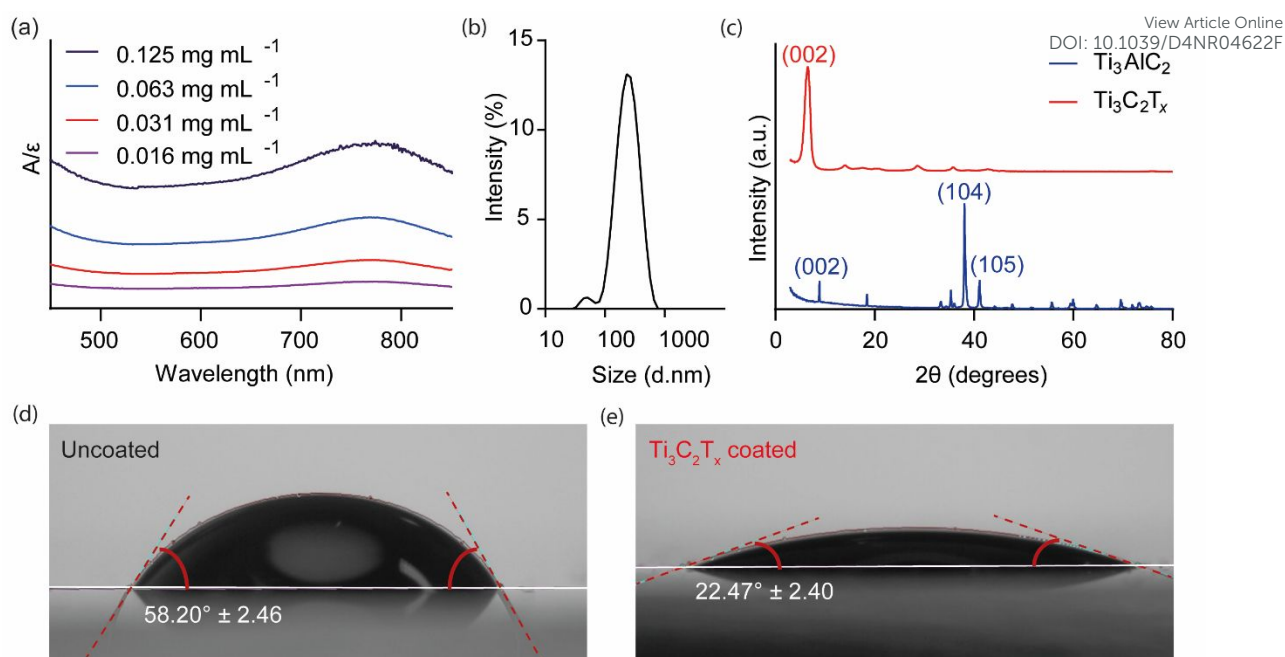 View Article Online
DOI: 10.1039/D4NR04622F
(a)
0.125 mg mL⁻¹
0.063 mg mL⁻¹
0.031 mg mL⁻¹
0.016 mg mL⁻¹
A/ε
500 600 700 800
Wavelength (nm)
(b)
15
10
5
0
Intensity (%)
10 100 1000
Size (d.nm)
(c)
Ti₃AlC₂
Ti₃C₂Tₓ
(002)
(104)
(002)
(105)
Intensity (a.u.)
0 20 40 60 80
2θ (degrees)
(d)
Uncoated
58.20° ± 2.46
(e)
Ti₃C₂Tₓ coated
22.47° ± 2.40